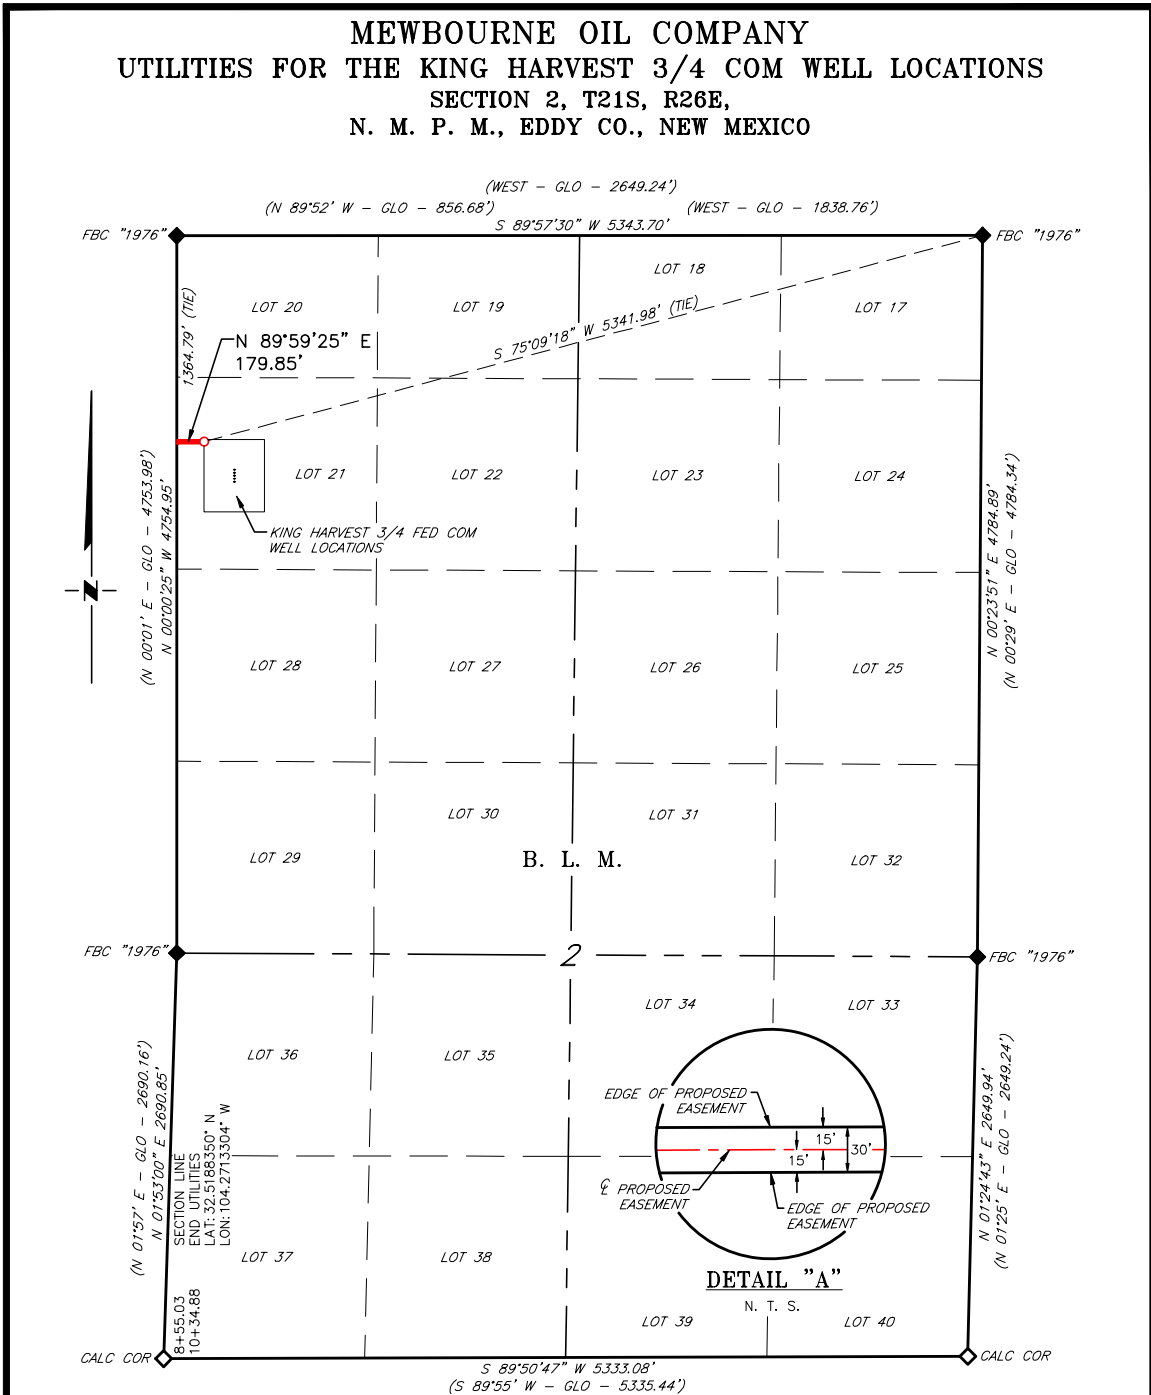 MEWBOURNE OIL COMPANY
UTILITIES FOR THE KING HARVEST 3/4 COM WELL LOCATIONS
SECTION 2, T21S, R26E,
N. M. P. M., EDDY CO., NEW MEXICO
(WEST - GLO - 2649.24')
(N 89°52' W - GLO - 856.68')
(WEST - GLO - 1838.76')
S 89°57'30" W 5343.70'
FBC "1976"
FBC "1976"
LOT 18
LOT 20
LOT 19
LOT 17
1364.79' (TIE)
S 75°09'18" W 5341.98' (TIE)
N 89°59'25" E
179.85'
LOT 21
LOT 22
LOT 23
LOT 24
KING HARVEST 3/4 FED COM
WELL LOCATIONS
(N 00°01' E - GLO - 4753.98')
N 00°00'25" W 4754.95'
N 00°23'51" E 4784.89'
(N 00°29' E - GLO - 4784.34')
N
LOT 28
LOT 27
LOT 26
LOT 25
LOT 30
LOT 31
LOT 29
B. L. M.
LOT 32
FBC "1976"
2
FBC "1976"
LOT 34
LOT 33
LOT 36
LOT 35
(N 01°57' E - GLO - 2690.16')
N 01°53'00" E 2690.85'
SECTION LINE
END UTILITIES
LAT: 32.5188350° N
LON: 104.2713304° W
8+55.03
10+34.88
EDGE OF PROPOSED
EASEMENT
15'
30'
15'
℄ PROPOSED
EASEMENT
EDGE OF PROPOSED
EASEMENT
N 01°24'43" E 2649.94'
(N 01°25' E - GLO - 2649.24')
LOT 37
LOT 38
DETAIL "A"
N. T. S.
LOT 39
LOT 40
CALC COR
CALC COR
S 89°50'47" W 5333.08'
(S 89°55' W - GLO - 5335.44')